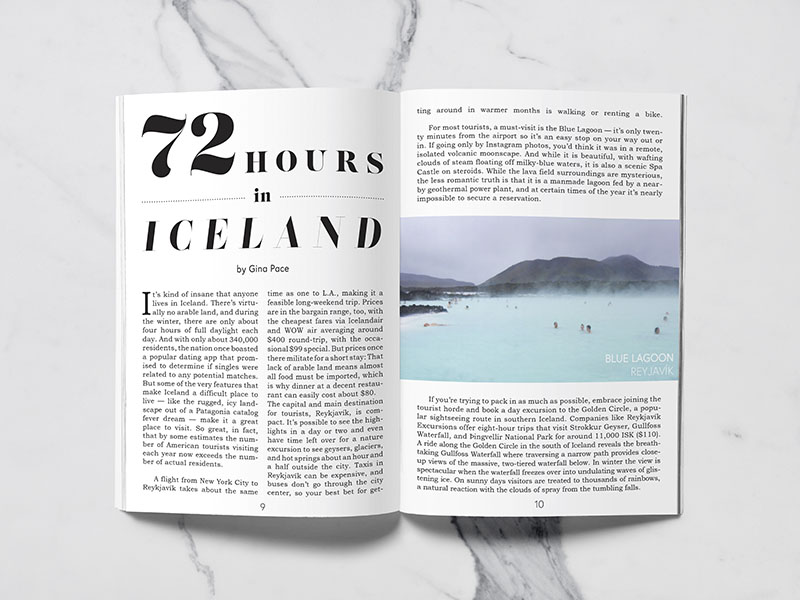 72 HOURS
in
ICELAND
by Gina Pace
It's kind of insane that anyone
lives in Iceland. There's virtu-
ally no arable land, and during
the winter, there are only about
four hours of full daylight each
day. And with only about 340,000
residents, the nation once boasted
a popular dating app that prom-
ised to determine if singles were
related to any potential matches.
But some of the very features that
make Iceland a difficult place to
live — like the rugged, icy land-
scape out of a Patagonia catalog
fever dream — make it a great
place to visit. So great, in fact,
that by some estimates the num-
ber of American tourists visiting
each year now exceeds the num-
ber of actual residents.
A flight from New York City to
Reykjavík takes about the same
time as one to L.A., making it a
feasible long-weekend trip. Prices
are in the bargain range, too, with
the cheapest fares via Icelandair
and WOW air averaging around
$400 round-trip, with the occa-
sional $99 special. But prices once
there militate for a short stay: That
lack of arable land means almost
all food must be imported, which
is why dinner at a decent restau-
rant can easily cost about $80.
The capital and main destination
for tourists, Reykjavík, is com-
pact. It's possible to see the high-
lights in a day or two and even
have time left over for a nature
excursion to see geysers, glaciers,
and hot springs about an hour and
a half outside the city. Taxis in
Reykjavík can be expensive, and
buses don't go through the city
center, so your best bet for get-
9
ting around in warmer months is walking or renting a bike.
For most tourists, a must-visit is the Blue Lagoon — it's only twen-
ty minutes from the airport so it's an easy stop on your way out or
in. If going only by Instagram photos, you'd think it was in a remote,
isolated volcanic moonscape. And while it is beautiful, with wafting
clouds of steam floating off milky-blue waters, it is also a scenic Spa
Castle on steroids. While the lava field surroundings are mysterious,
the less romantic truth is that it is a manmade lagoon fed by a near-
by geothermal power plant, and at certain times of the year it's nearly
impossible to secure a reservation.
BLUE LAGOON
REYJAVÍK
If you're trying to pack in as much as possible, embrace joining the
tourist horde and book a day excursion to the Golden Circle, a popu-
lar sightseeing route in southern Iceland. Companies like Reykjavík
Excursions offer eight-hour trips that visit Strokkur Geyser, Gullfoss
Waterfall, and Þingvellir National Park for around 11,000 ISK ($110).
A ride along the Golden Circle in the south of Iceland reveals the breath-
taking Gullfoss Waterfall where traversing a narrow path provides close-
up views of the massive, two-tiered waterfall below. In winter the view is
spectacular when the waterfall freezes over into undulating waves of glis-
tening ice. On sunny days visitors are treated to thousands of rainbows,
a natural reaction with the clouds of spray from the tumbling falls.
10